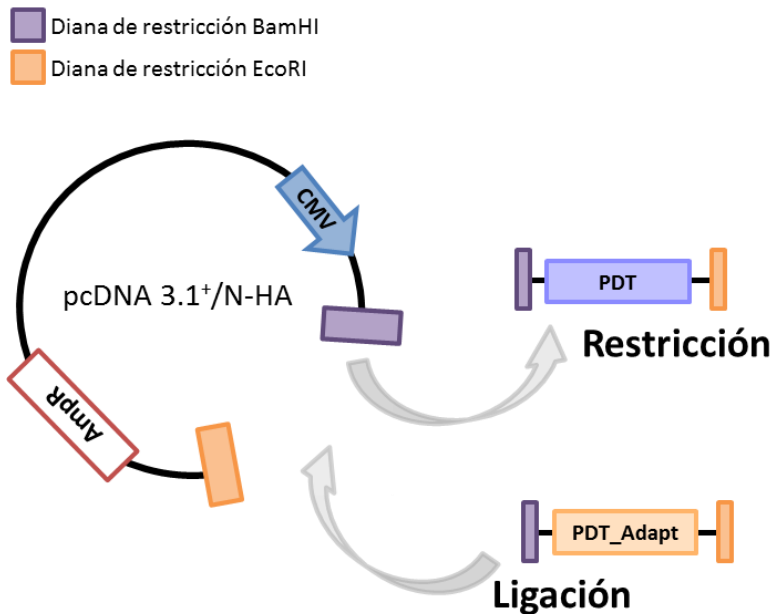 Diana de restricción BamHI
Diana de restricción EcoRI
CMV
pcDNA 3.1⁺/N-HA
PDT
Restricción
AmpR
PDT_Adapt
Ligación